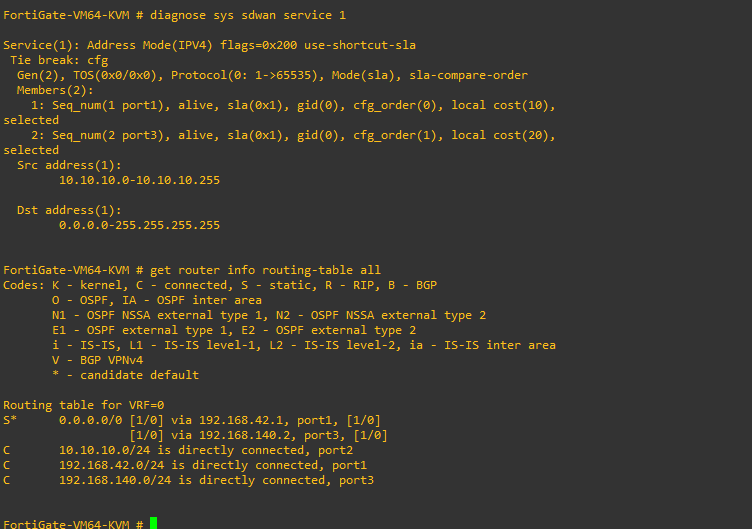 FortiGate-VM64-KVM # diagnose sys sdwan service 1
Service(1): Address Mode(IPV4) flags=0x200 use-shortcut-sla
Tie break: cfg
Gen(2), TOS(0x0/0x0), Protocol(0: 1->65535), Mode(sla), sla-compare-order
Members(2):
1: Seq_num(1 port1), alive, sla(0x1), gid(0), cfg_order(0), local cost(10),
selected
2: Seq_num(2 port3), alive, sla(0x1), gid(0), cfg_order(1), local cost(20),
selected
Src address(1):
10.10.10.0-10.10.10.255
Dst address(1):
0.0.0.0-255.255.255.255
FortiGate-VM64-KVM # get router info routing-table all
Codes: K - kernel, C - connected, S - static, R - RIP, B - BGP
O - OSPF, IA - OSPF inter area
N1 - OSPF NSSA external type 1, N2 - OSPF NSSA external type 2
E1 - OSPF external type 1, E2 - OSPF external type 2
i - IS-IS, L1 - IS-IS level-1, L2 - IS-IS level-2, ia - IS-IS inter area
V - BGP VPNv4
* - candidate default
Routing table for VRF=0
S* 0.0.0.0/0 [1/0] via 192.168.42.1, port1, [1/0]
[1/0] via 192.168.140.2, port3, [1/0]
C 10.10.10.0/24 is directly connected, port2
C 192.168.42.0/24 is directly connected, port1
C 192.168.140.0/24 is directly connected, port3
FortiGate-VM64-KVM #